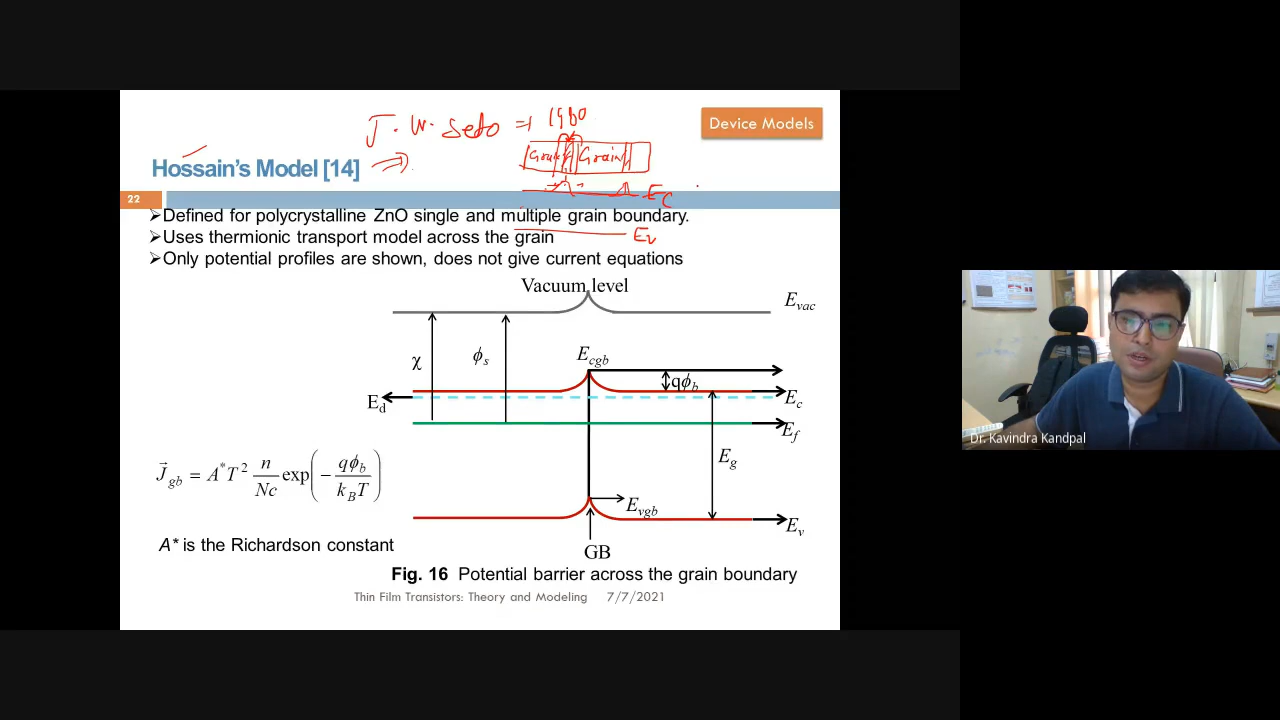 J. W. Seto ⇒ 1980
Device Models
Grain Grain
Hossain's Model [14]
EC
22
➢Defined for polycrystalline ZnO single and multiple grain boundary.
➢Uses thermionic transport model across the grain
Ev
➢Only potential profiles are shown, does not give current equations
Vacuum level
Evac
χ
ϕs
Ecgb
qϕb
Ed
Ec
Ef
Eg
J⃗gb = A*T² n/Nc exp(− qϕb/kBT)
Evgb
Ev
A* is the Richardson constant
GB
Fig. 16 Potential barrier across the grain boundary
Thin Film Transistors: Theory and Modeling 7/7/2021
Dr. Kavindra Kandpal